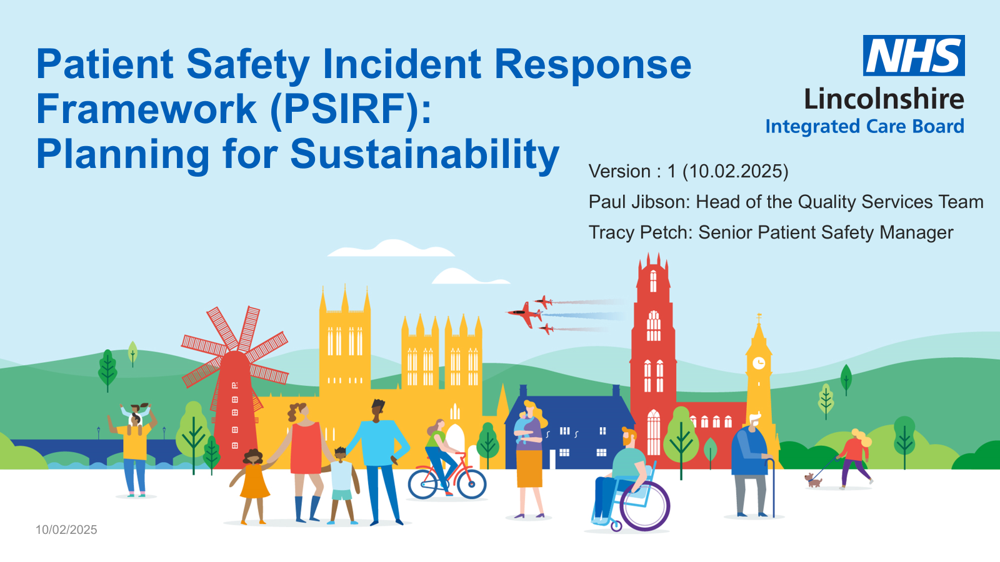 Patient Safety Incident Response
Framework (PSIRF):
Planning for Sustainability
NHS
Lincolnshire
Integrated Care Board
Version : 1 (10.02.2025)
Paul Jibson: Head of the Quality Services Team
Tracy Petch: Senior Patient Safety Manager
10/02/2025